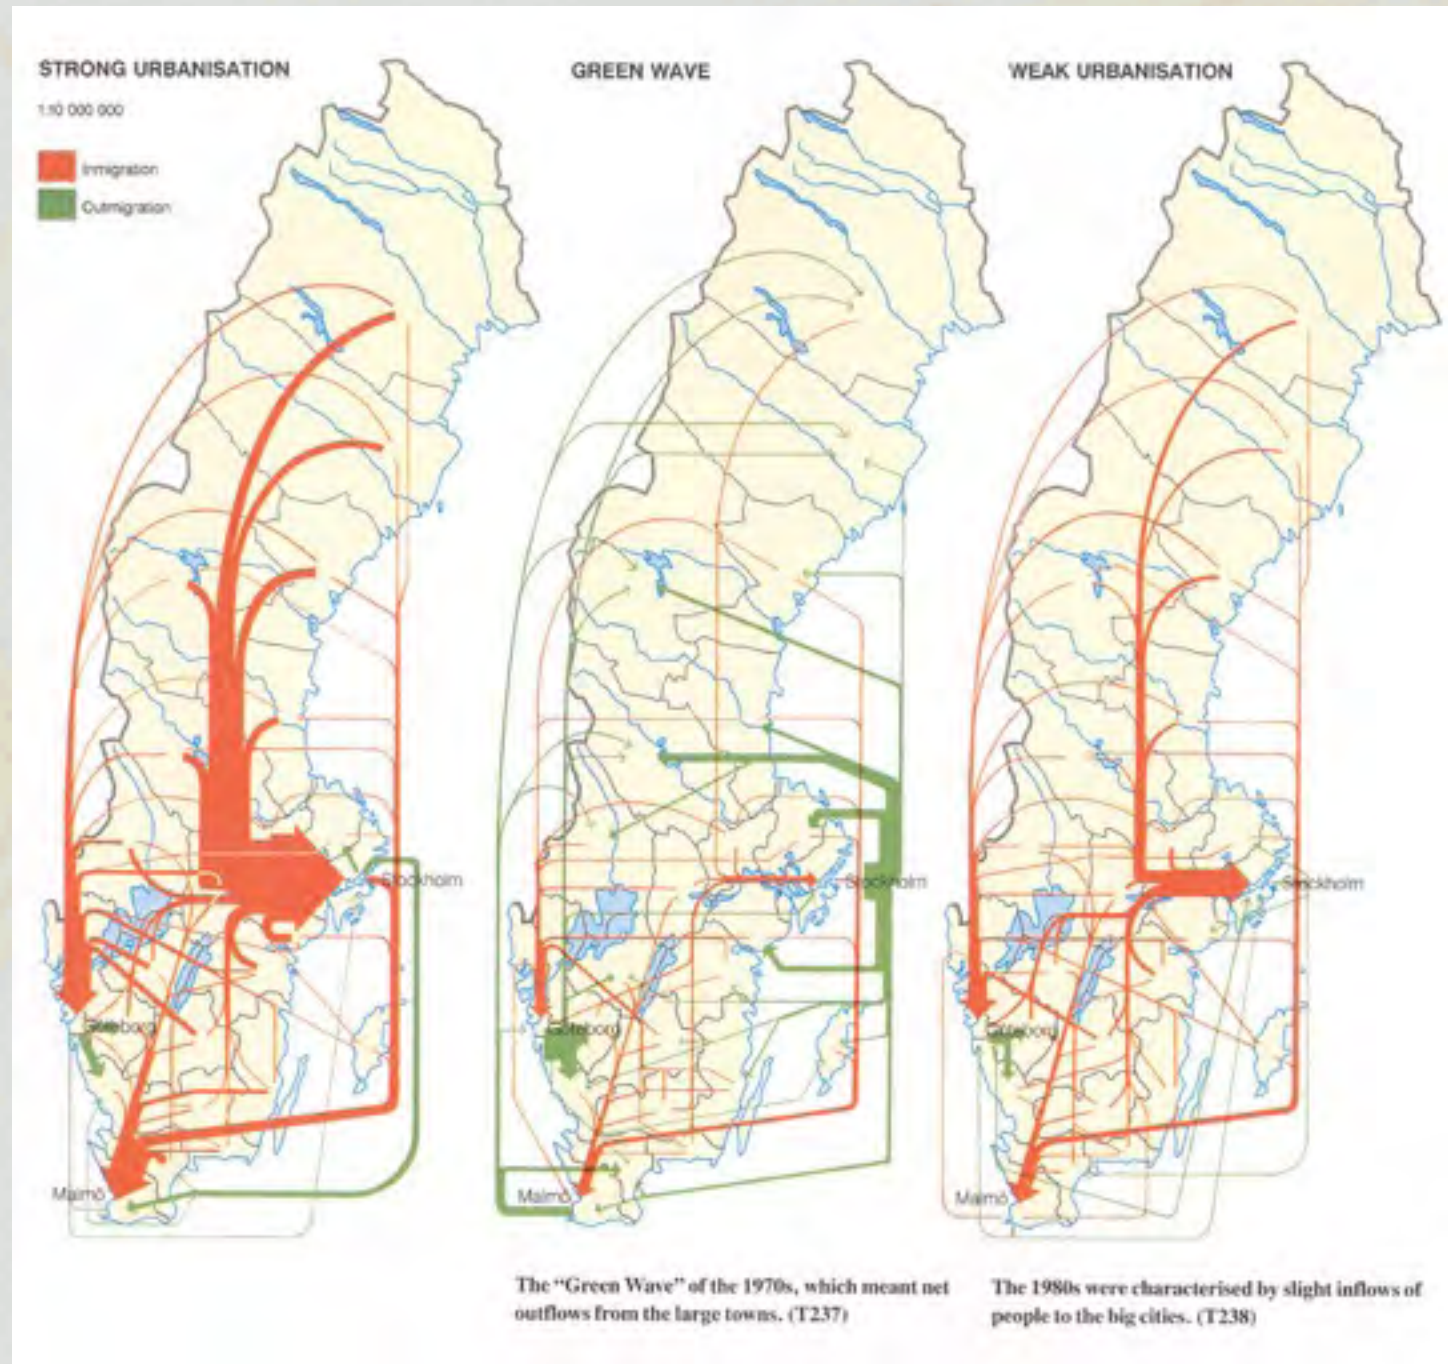 STRONG URBANISATION
1:10 000 000
Inmigration
Outmigration
Stockholm
Göteborg
Malmö
GREEN WAVE
Stockholm
Göteborg
Malmö
The “Green Wave” of the 1970s, which meant net
outflows from the large towns. (T237)
WEAK URBANISATION
Stockholm
Göteborg
Malmö
The 1980s were characterised by slight inflows of
people to the big cities. (T238)